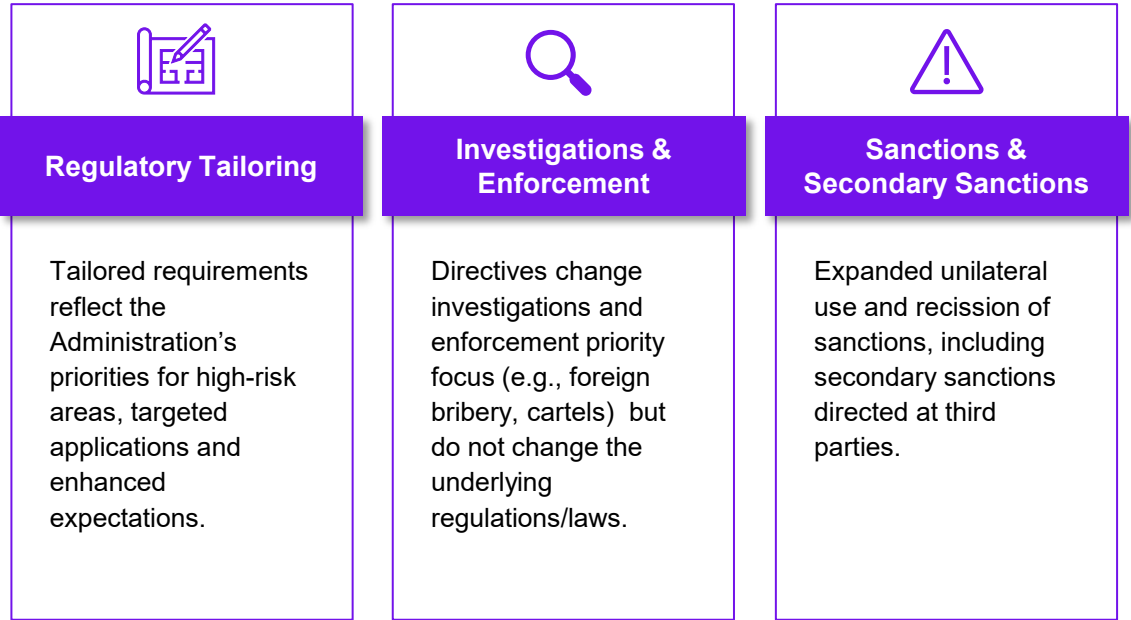 Regulatory Tailoring
Tailored requirements
reflect the
Administration’s
priorities for high-risk
areas, targeted
applications and
enhanced
expectations.
Investigations &
Enforcement
Directives change
investigations and
enforcement priority
focus (e.g., foreign
bribery, cartels)  but
do not change the
underlying
regulations/laws.
Sanctions &
Secondary Sanctions
Expanded unilateral
use and recission of
sanctions, including
secondary sanctions
directed at third
parties.